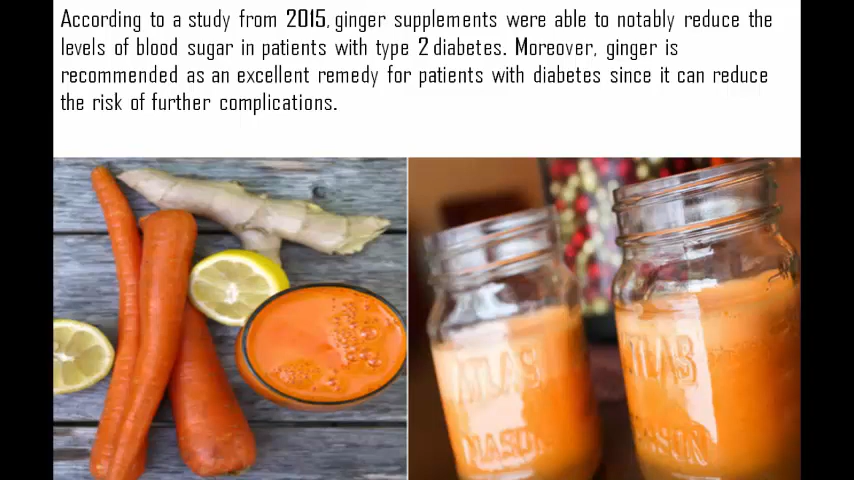 According to a study from 2015, ginger supplements were able to notably reduce the
levels of blood sugar in patients with type 2 diabetes. Moreover, ginger is
recommended as an excellent remedy for patients with diabetes since it can reduce
the risk of further complications.
ATLAS
MASON
ATLAS
MASON